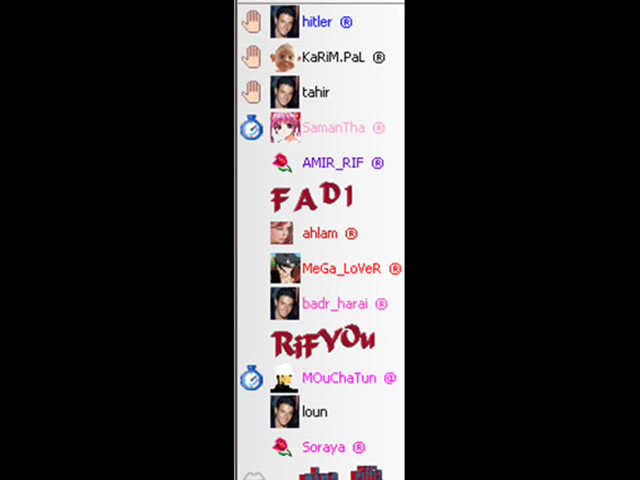 hitler ®
KaRiM.PaL ®
tahir
SamanTha ®
AMIR_RIF ®
FADI
ahlam ®
MeGa_LoVeR ®
badr_harai ®
RiFYOu
MOuChaTun @
loun
Soraya ®